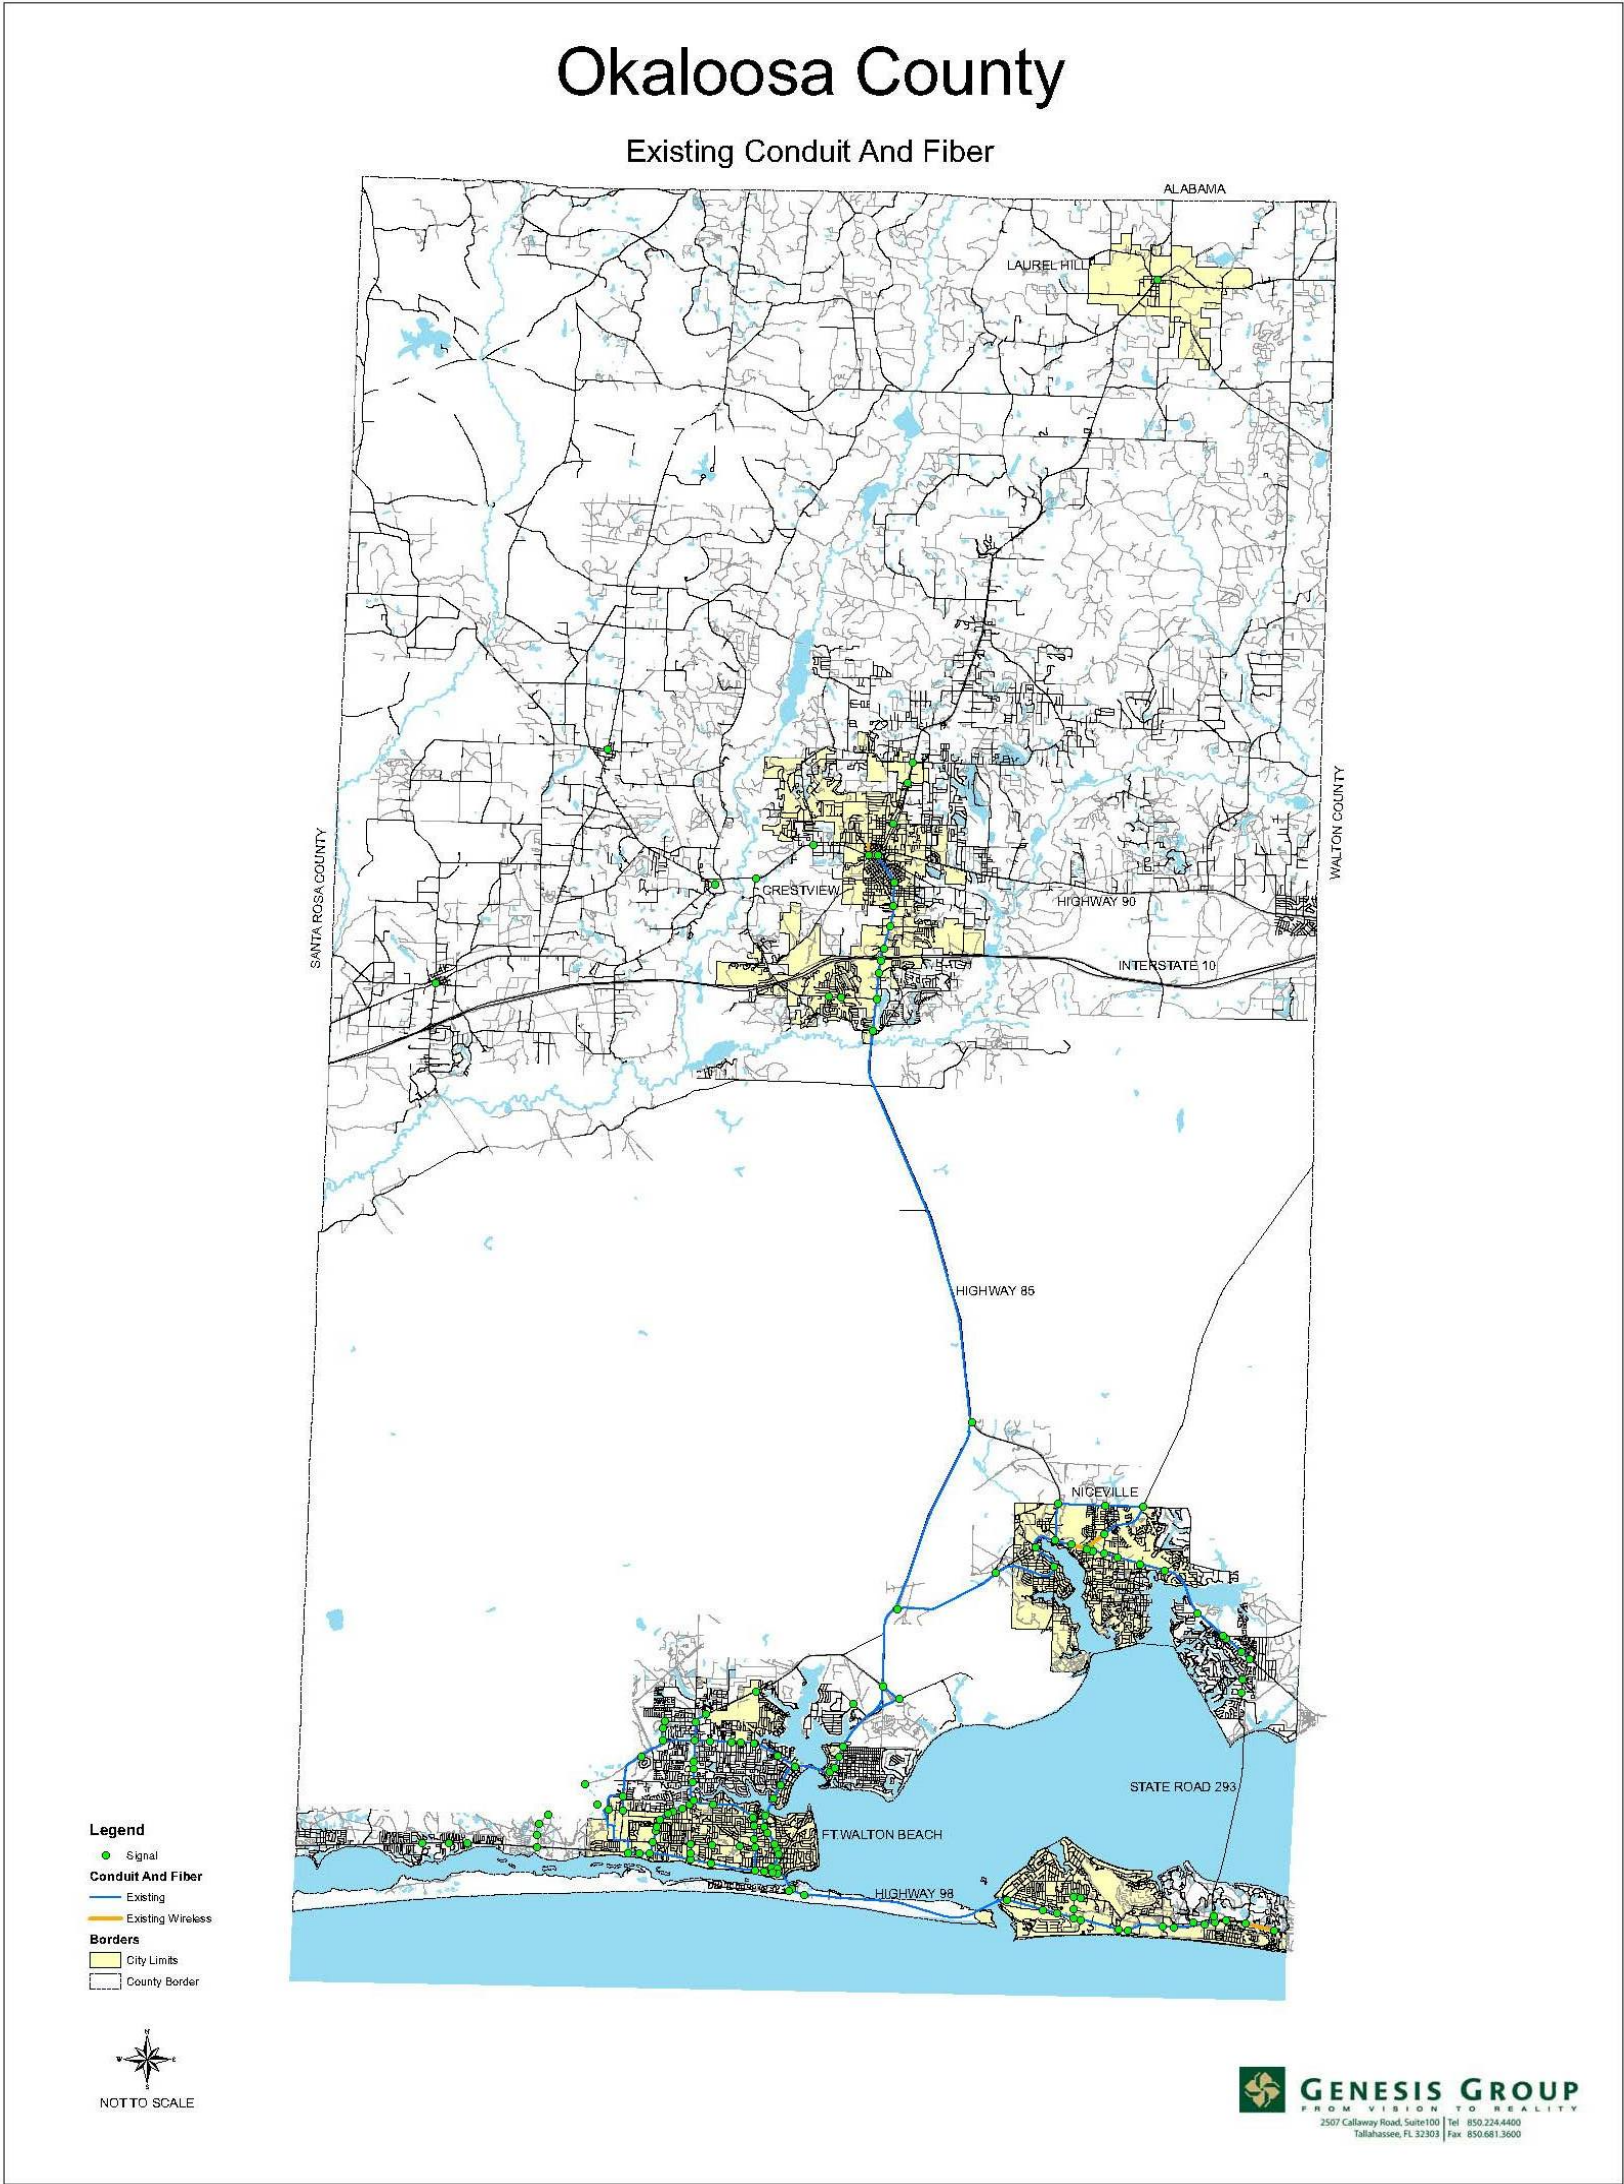 Okaloosa County
Existing Conduit And Fiber
ALABAMA
LAUREL HILL
SANTA ROSA COUNTY
WALTON COUNTY
CRESTVIEW
HIGHWAY 90
INTERSTATE 10
HIGHWAY 85
NICEVILLE
STATE ROAD 293
FT.WALTON BEACH
HIGHWAY 98
Legend
Signal
Conduit And Fiber
Existing
Existing Wireless
Borders
City Limits
County Border
N
W E
S
NOT TO SCALE
GENESIS GROUP
FROM VISION TO REALITY
2507 Callaway Road, Suite100 | Tel 850.224.4400
Tallahassee, FL 32303 | Fax 850.681.3600